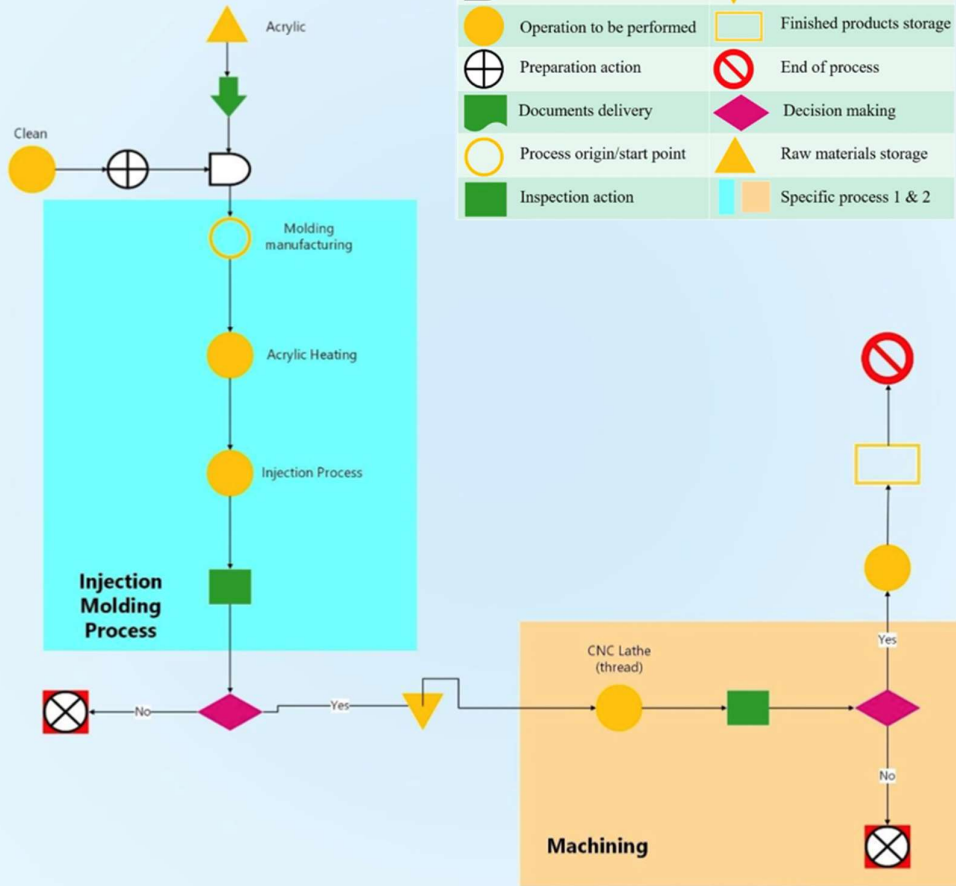 Acrylic
Operation to be performed
Finished products storage
Preparation action
End of process
Documents delivery
Decision making
Clean
Process origin/start point
Raw materials storage
Inspection action
Specific process 1 & 2
Molding
manufacturing
Acrylic Heating
Injection Process
Injection
Molding
Process
Yes
CNC Lathe
(thread)
No
Yes
No
Machining